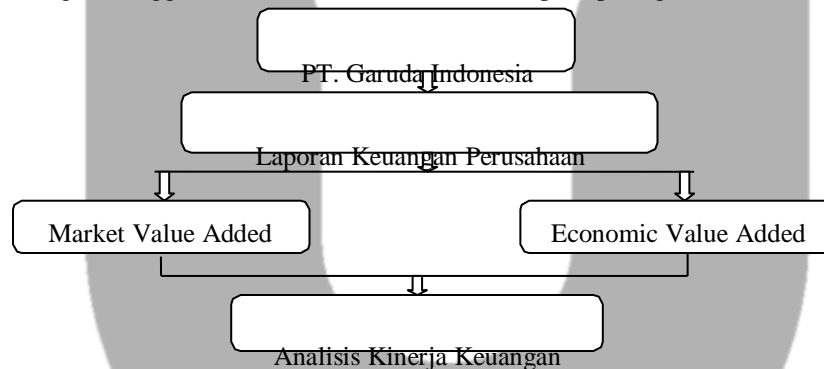 PT. Garuda Indonesia
Laporan Keuangan Perusahaan
Market Value Added
Economic Value Added
Analisis Kinerja Keuangan